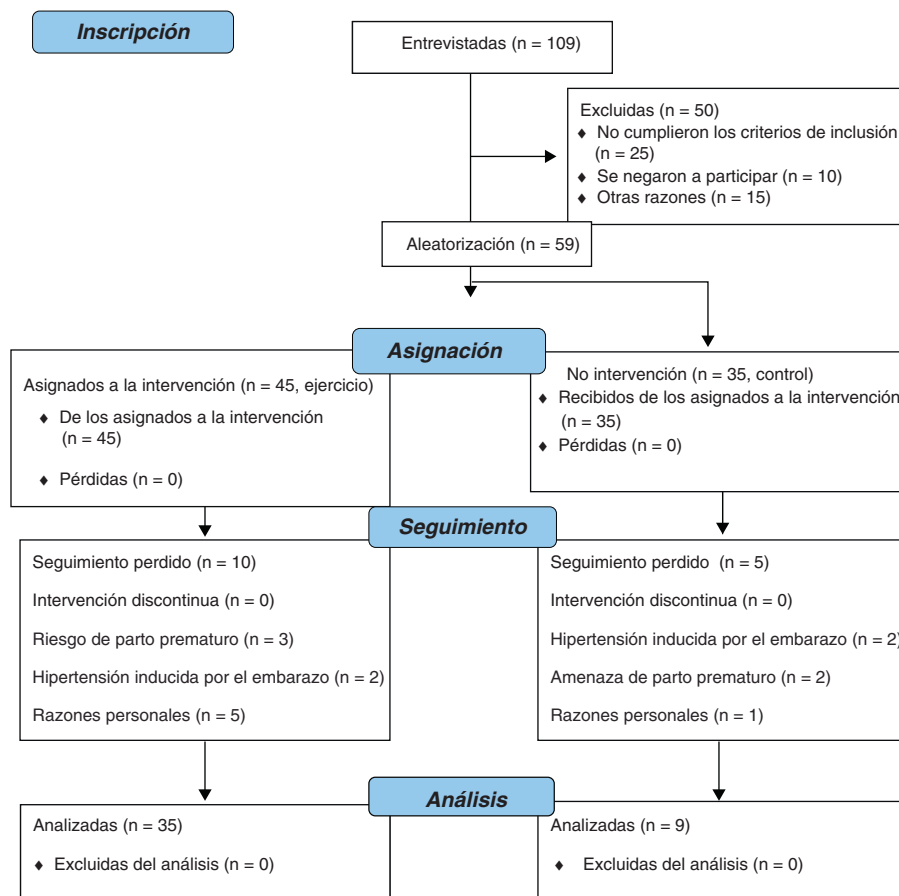 Inscripción
Entrevistadas (n = 109)
Excluidas (n = 50)
♦ No cumplieron los criterios de inclusión
(n = 25)
♦ Se negaron a participar (n = 10)
♦ Otras razones (n = 15)
Aleatorización (n = 59)
Asignación
Asignados a la intervención (n = 45, ejercicio)
♦ De los asignados a la intervención
(n = 45)
♦ Pérdidas (n = 0)
No intervención (n = 35, control)
♦ Recibidos de los asignados a la intervención
(n = 35)
♦ Pérdidas (n = 0)
Seguimiento
Seguimiento perdido (n = 10)
Intervención discontinua (n = 0)
Riesgo de parto prematuro (n = 3)
Hipertensión inducida por el embarazo (n = 2)
Razones personales (n = 5)
Seguimiento perdido (n = 5)
Intervención discontinua (n = 0)
Hipertensión inducida por el embarazo (n = 2)
Amenaza de parto prematuro (n = 2)
Razones personales (n = 1)
Análisis
Analizadas (n = 35)
♦ Excluidas del análisis (n = 0)
Analizadas (n = 9)
♦ Excluidas del análisis (n = 0)